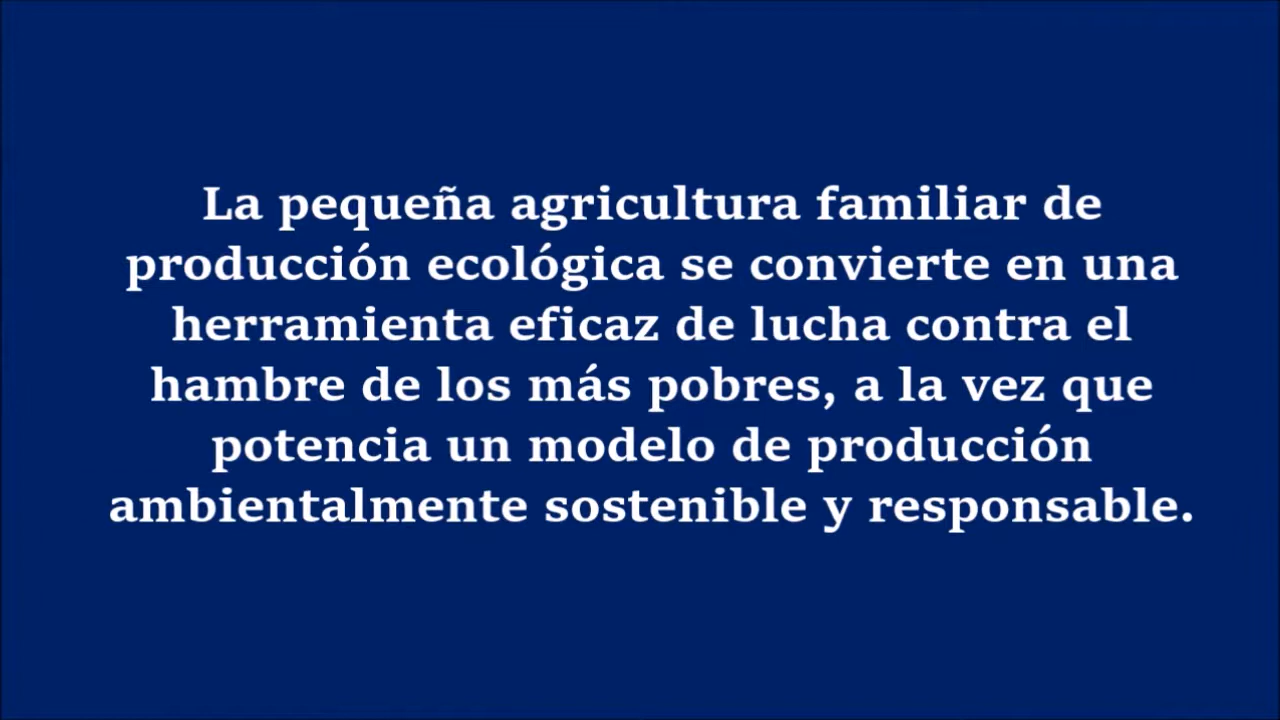 La pequeña agricultura familiar de
producción ecológica se convierte en una
herramienta eficaz de lucha contra el
hambre de los más pobres, a la vez que
potencia un modelo de producción
ambientalmente sostenible y responsable.